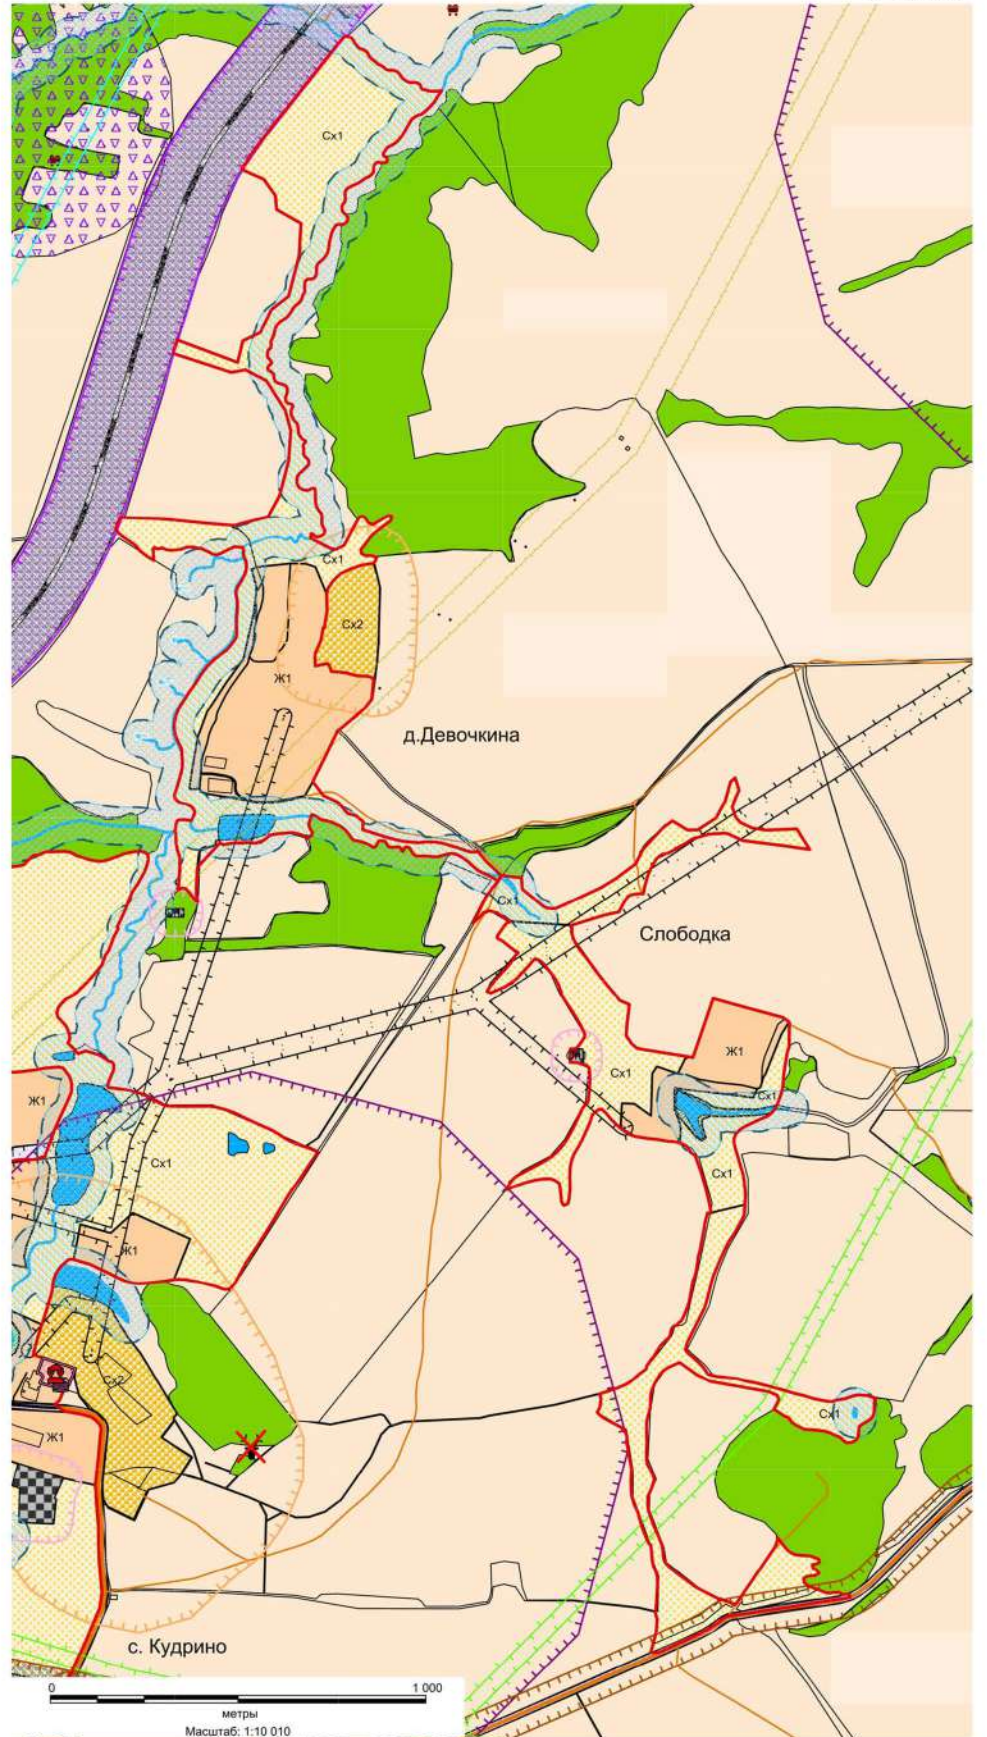 Сх1
Сх1
Сх2
Ж1
д.Девочкина
Сх1
Слободка
Ж1
Сх1
Сх1
Ж1
Сх1
Сх1
Ж1
Сх2
Сх1
Ж1
с. Кудрино
0 1 000
метры
Масштаб: 1:10 010